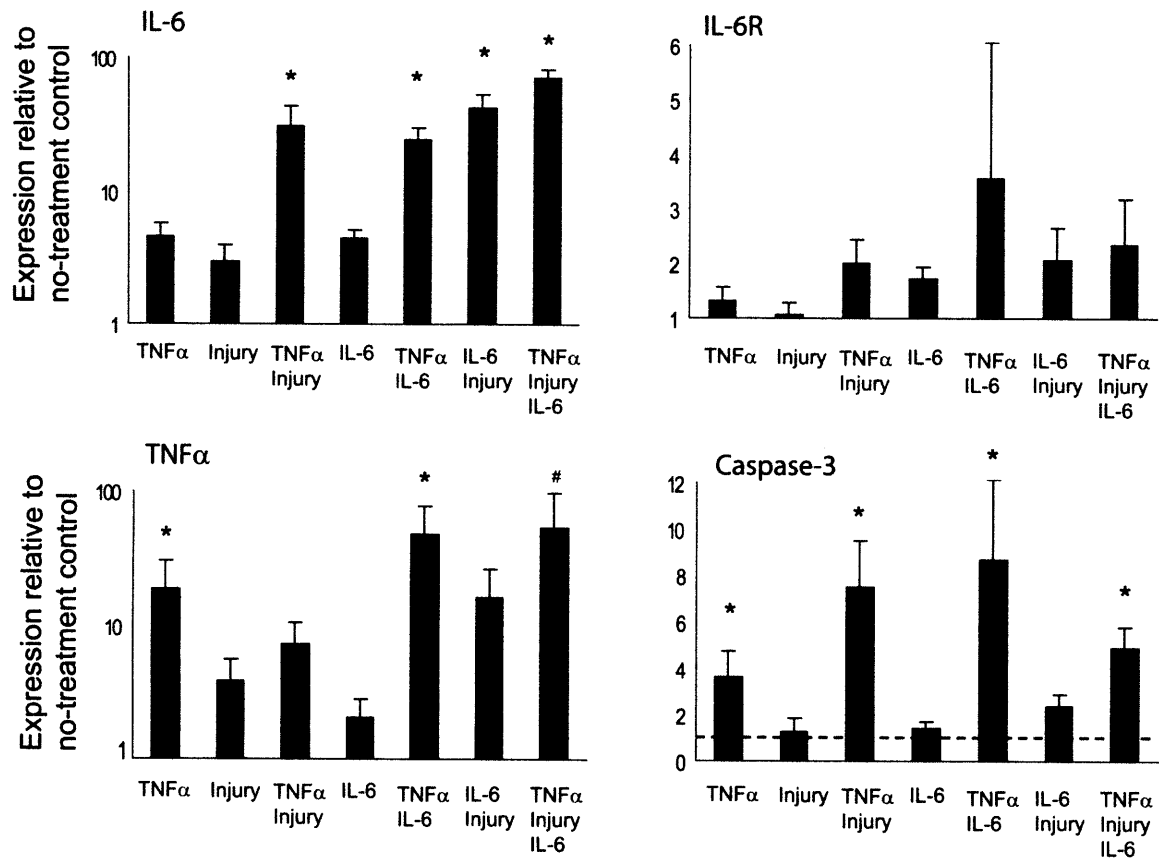 IL-6
Expression relative to
no-treatment control
100
10
1
*
*
*
*
TNFα Injury TNFα IL-6 TNFα IL-6 TNFα
Injury IL-6 Injury Injury
IL-6
IL-6R
6
5
4
3
2
1
TNFα Injury TNFα IL-6 TNFα IL-6 TNFα
Injury IL-6 Injury Injury
IL-6
TNFα
Expression relative to
no-treatment control
100
10
1
*
*
#
TNFα Injury TNFα IL-6 TNFα IL-6 TNFα
Injury IL-6 Injury Injury
IL-6
Caspase-3
12
10
8
6
4
2
0
*
*
*
*
TNFα Injury TNFα IL-6 TNFα IL-6 TNFα
Injury IL-6 Injury Injury
IL-6